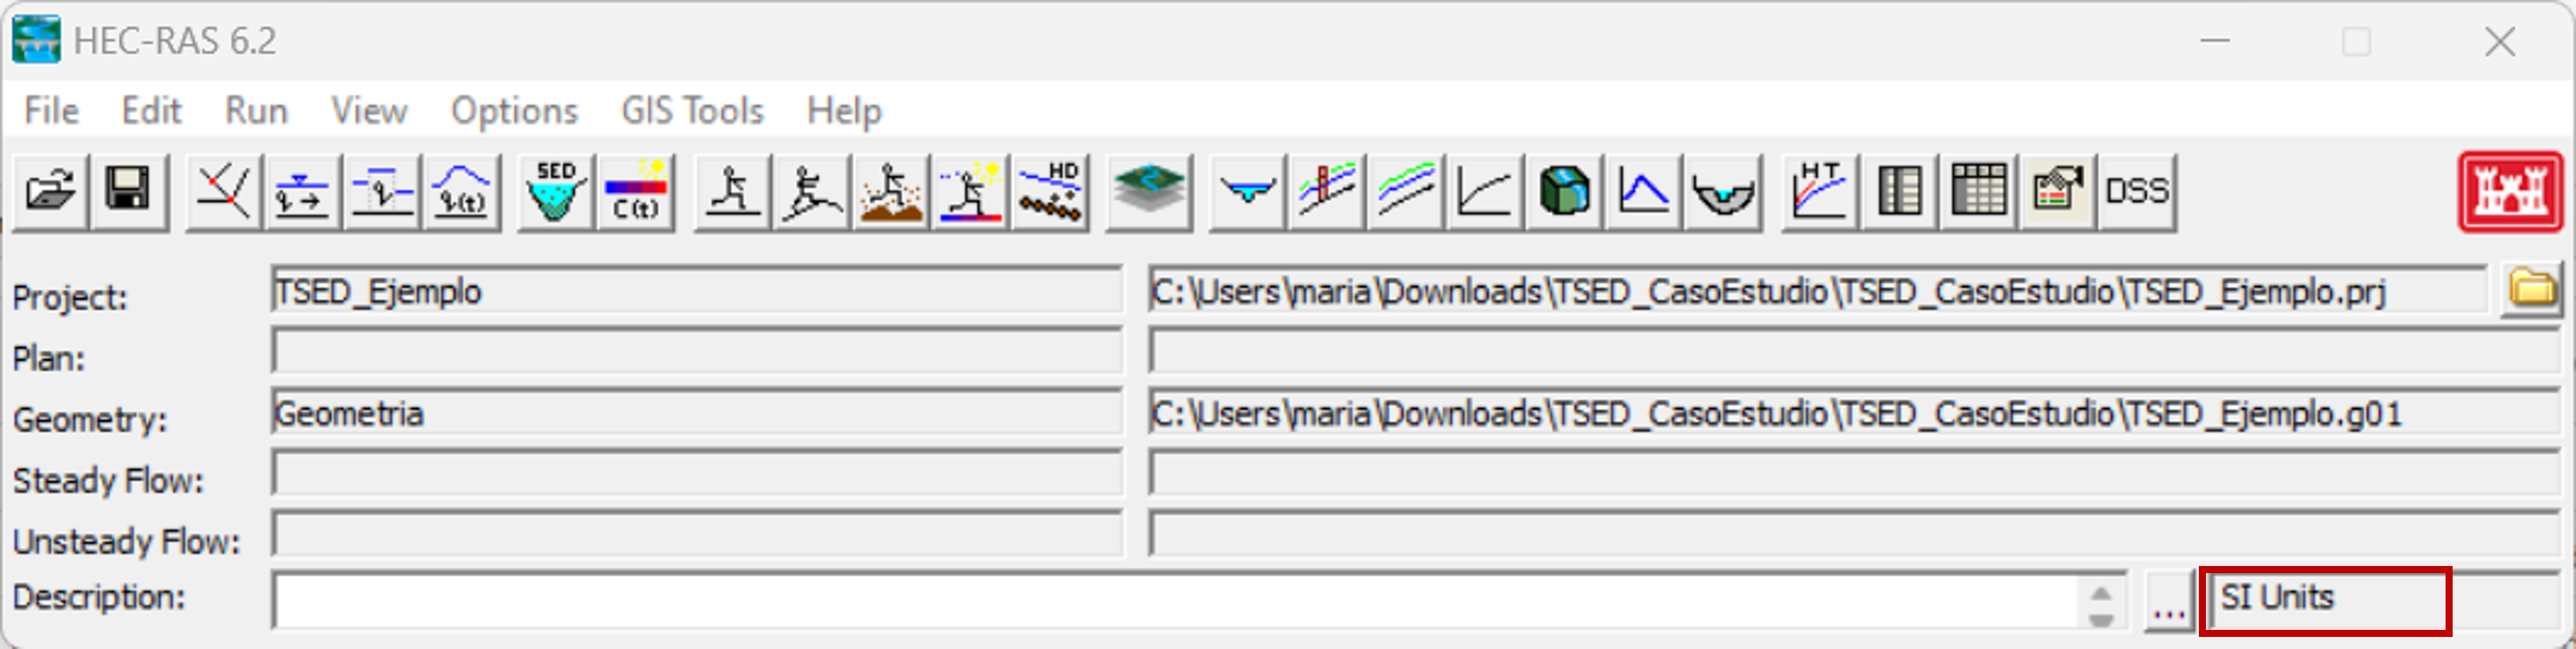 HEC-RAS 6.2
File Edit Run View Options GIS Tools Help
SED C(t) HD HT DSS
q(t)
Project: TSED_Ejemplo C:\Users\maria\Downloads\TSED_CasoEstudio\TSED_CasoEstudio\TSED_Ejemplo.prj
Plan:
Geometry: Geometria C:\Users\maria\Downloads\TSED_CasoEstudio\TSED_CasoEstudio\TSED_Ejemplo.g01
Steady Flow:
Unsteady Flow:
Description: ... SI Units